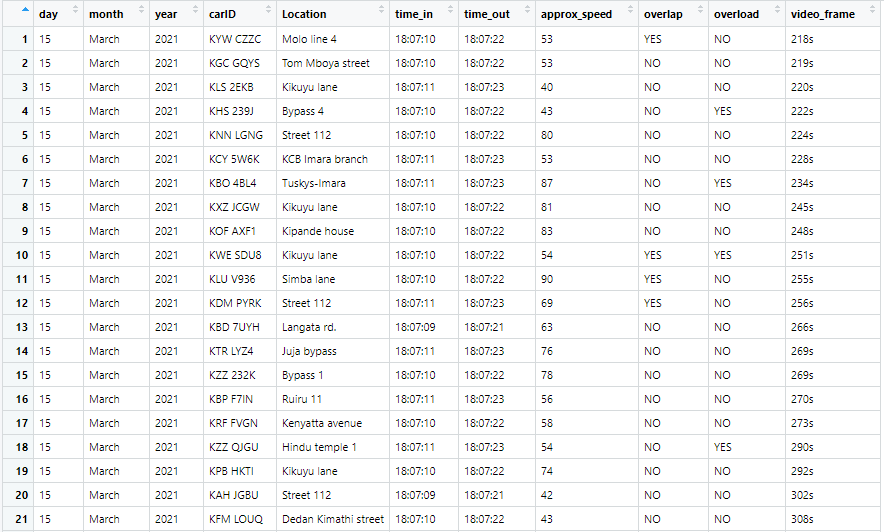 day month year carID Location time_in time_out approx_speed overlap overload video_frame
1 15 March 2021 KYW CZZC Molo line 4 18:07:10 18:07:22 53 YES NO 218s
2 15 March 2021 KGC GQYS Tom Mboya street 18:07:10 18:07:22 53 NO NO 219s
3 15 March 2021 KLS 2EKB Kikuyu lane 18:07:11 18:07:23 40 NO NO 220s
4 15 March 2021 KHS 239J Bypass 4 18:07:10 18:07:22 43 NO YES 222s
5 15 March 2021 KNN LGNG Street 112 18:07:10 18:07:22 80 NO NO 224s
6 15 March 2021 KCY 5W6K KCB Imara branch 18:07:11 18:07:23 53 NO NO 228s
7 15 March 2021 KBO 4BL4 Tuskys-Imara 18:07:11 18:07:23 87 NO YES 234s
8 15 March 2021 KXZ JCGW Kikuyu lane 18:07:10 18:07:22 81 NO NO 245s
9 15 March 2021 KOF AXF1 Kipande house 18:07:10 18:07:22 83 NO NO 248s
10 15 March 2021 KWE SDU8 Kikuyu lane 18:07:10 18:07:22 54 YES YES 251s
11 15 March 2021 KLU V936 Simba lane 18:07:10 18:07:22 90 YES NO 255s
12 15 March 2021 KDM PYRK Street 112 18:07:11 18:07:23 69 YES NO 256s
13 15 March 2021 KBD 7UYH Langata rd. 18:07:09 18:07:21 63 NO NO 266s
14 15 March 2021 KTR LYZ4 Juja bypass 18:07:11 18:07:23 76 NO NO 269s
15 15 March 2021 KZZ 232K Bypass 1 18:07:10 18:07:22 78 NO NO 269s
16 15 March 2021 KBP F7IN Ruiru 11 18:07:11 18:07:23 56 NO NO 270s
17 15 March 2021 KRF FVGN Kenyatta avenue 18:07:10 18:07:22 58 NO NO 273s
18 15 March 2021 KZZ QJGU Hindu temple 1 18:07:11 18:07:23 54 NO YES 290s
19 15 March 2021 KPB HKTI Kikuyu lane 18:07:10 18:07:22 74 NO NO 292s
20 15 March 2021 KAH JGBU Street 112 18:07:09 18:07:21 42 NO NO 302s
21 15 March 2021 KFM LOUQ Dedan Kimathi street 18:07:10 18:07:22 43 NO NO 308s